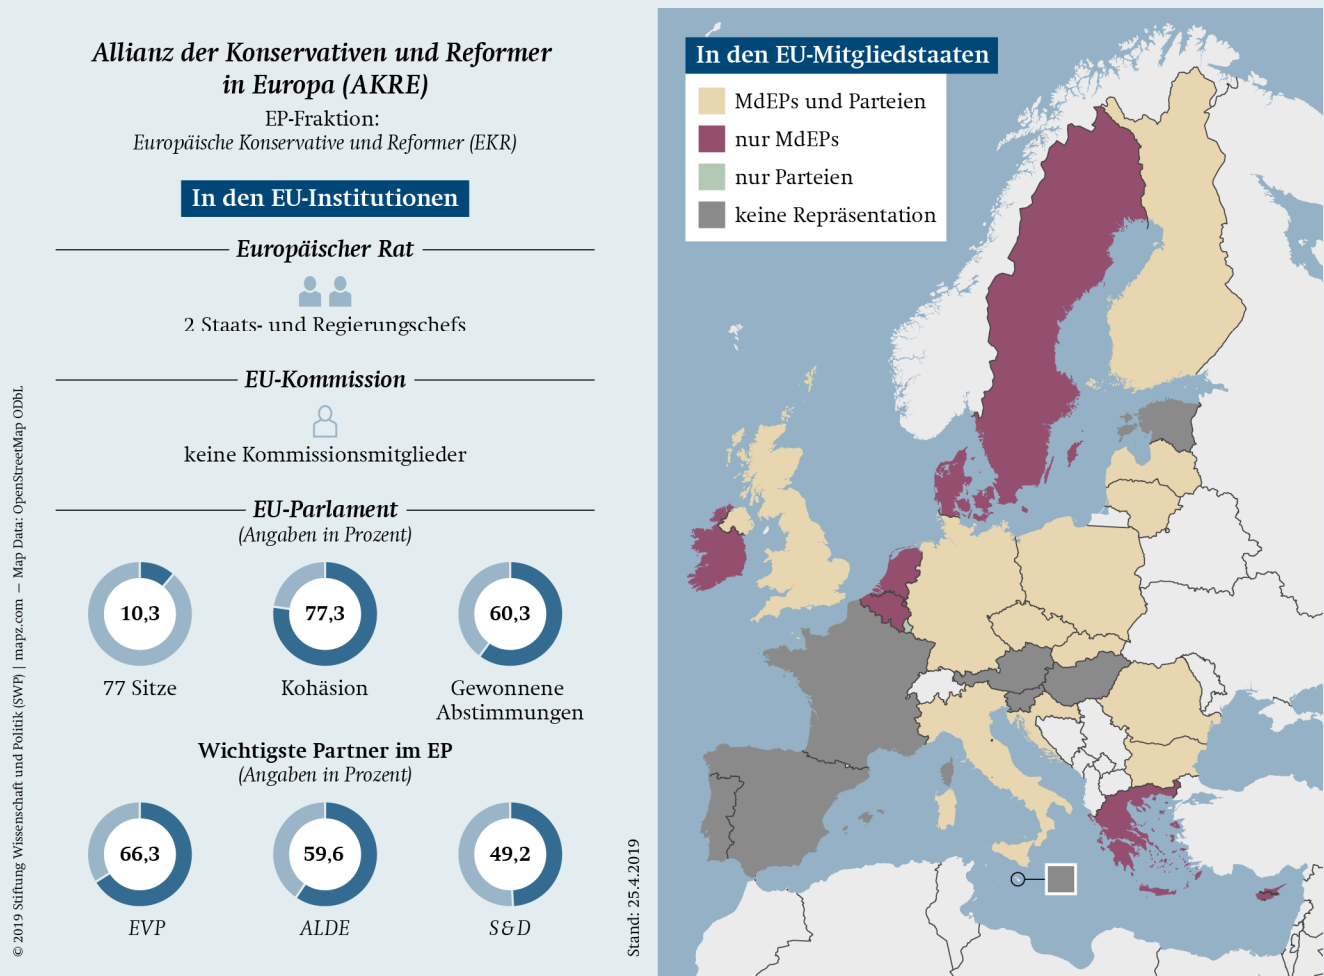 Allianz der Konservativen und Reformer
in Europa (AKRE)
EP-Fraktion:
Europäische Konservative und Reformer (EKR)
In den EU-Institutionen
Europäischer Rat
2 Staats- und Regierungschefs
EU-Kommission
keine Kommissionsmitglieder
EU-Parlament
(Angaben in Prozent)
10,3
77,3
60,3
77 Sitze
Kohäsion
Gewonnene
Abstimmungen
Wichtigste Partner im EP
(Angaben in Prozent)
66,3
59,6
49,2
EVP
ALDE
S&D
© 2019 Stiftung Wissenschaft und Politik (SWP) | mapz.com – Map Data: OpenStreetMap ODbL
Stand: 25.4.2019
In den EU-Mitgliedstaaten
MdEPs und Parteien
nur MdEPs
nur Parteien
keine Repräsentation